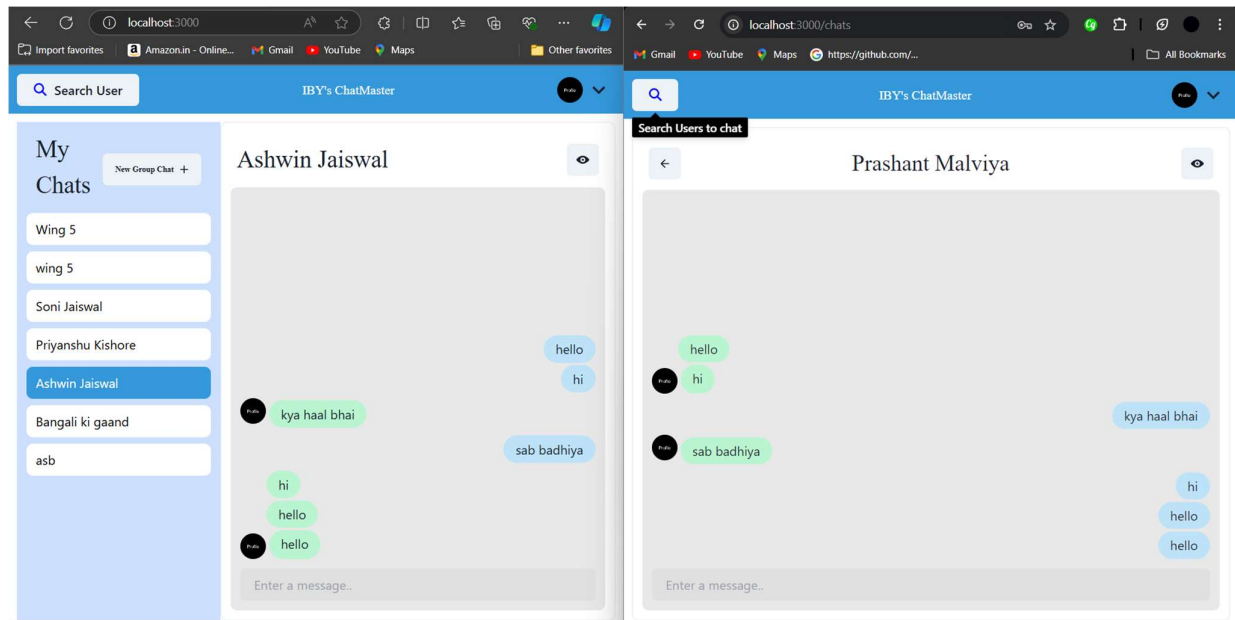 localhost:3000
Import favorites
Amazon.in - Online...
Gmail
YouTube
Maps
Other favorites
Search User
IBY's ChatMaster
My
Chats
New Group Chat +
Wing 5
wing 5
Soni Jaiswal
Priyanshu Kishore
Ashwin Jaiswal
Bangali ki gaand
asb
Ashwin Jaiswal
hello
hi
kya haal bhai
sab badhiya
hi
hello
hello
Enter a message..
localhost:3000/chats
Gmail
YouTube
Maps
https://github.com/...
All Bookmarks
IBY's ChatMaster
Search Users to chat
Prashant Malviya
hello
hi
kya haal bhai
sab badhiya
hi
hello
hello
Enter a message..